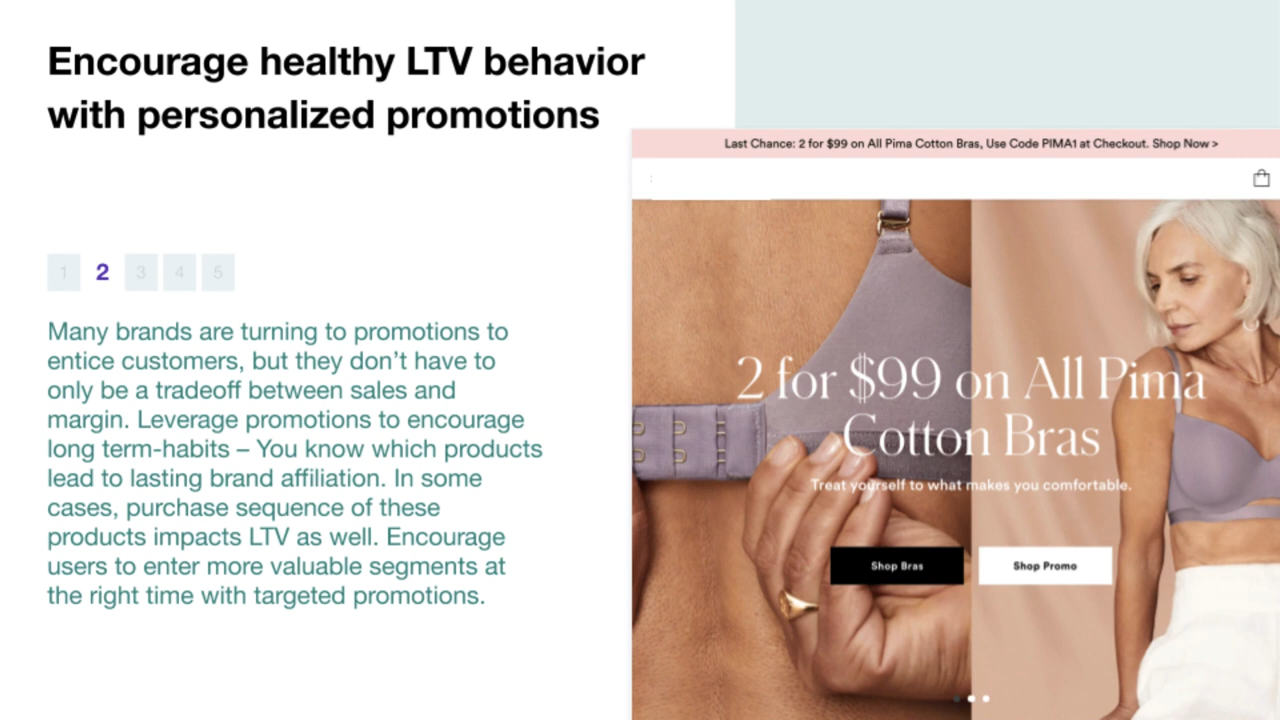 Encourage healthy LTV behavior
with personalized promotions
1 2 3 4 5
Many brands are turning to promotions to
entice customers, but they don’t have to
only be a tradeoff between sales and
margin. Leverage promotions to encourage
long term-habits – You know which products
lead to lasting brand affiliation. In some
cases, purchase sequence of these
products impacts LTV as well. Encourage
users to enter more valuable segments at
the right time with targeted promotions.
Last Chance: 2 for $99 on All Pima Cotton Bras, Use Code PIMA1 at Checkout. Shop Now >
2 for $99 on All Pima
Cotton Bras
Treat yourself to what makes you comfortable.
Shop Bras
Shop Promo